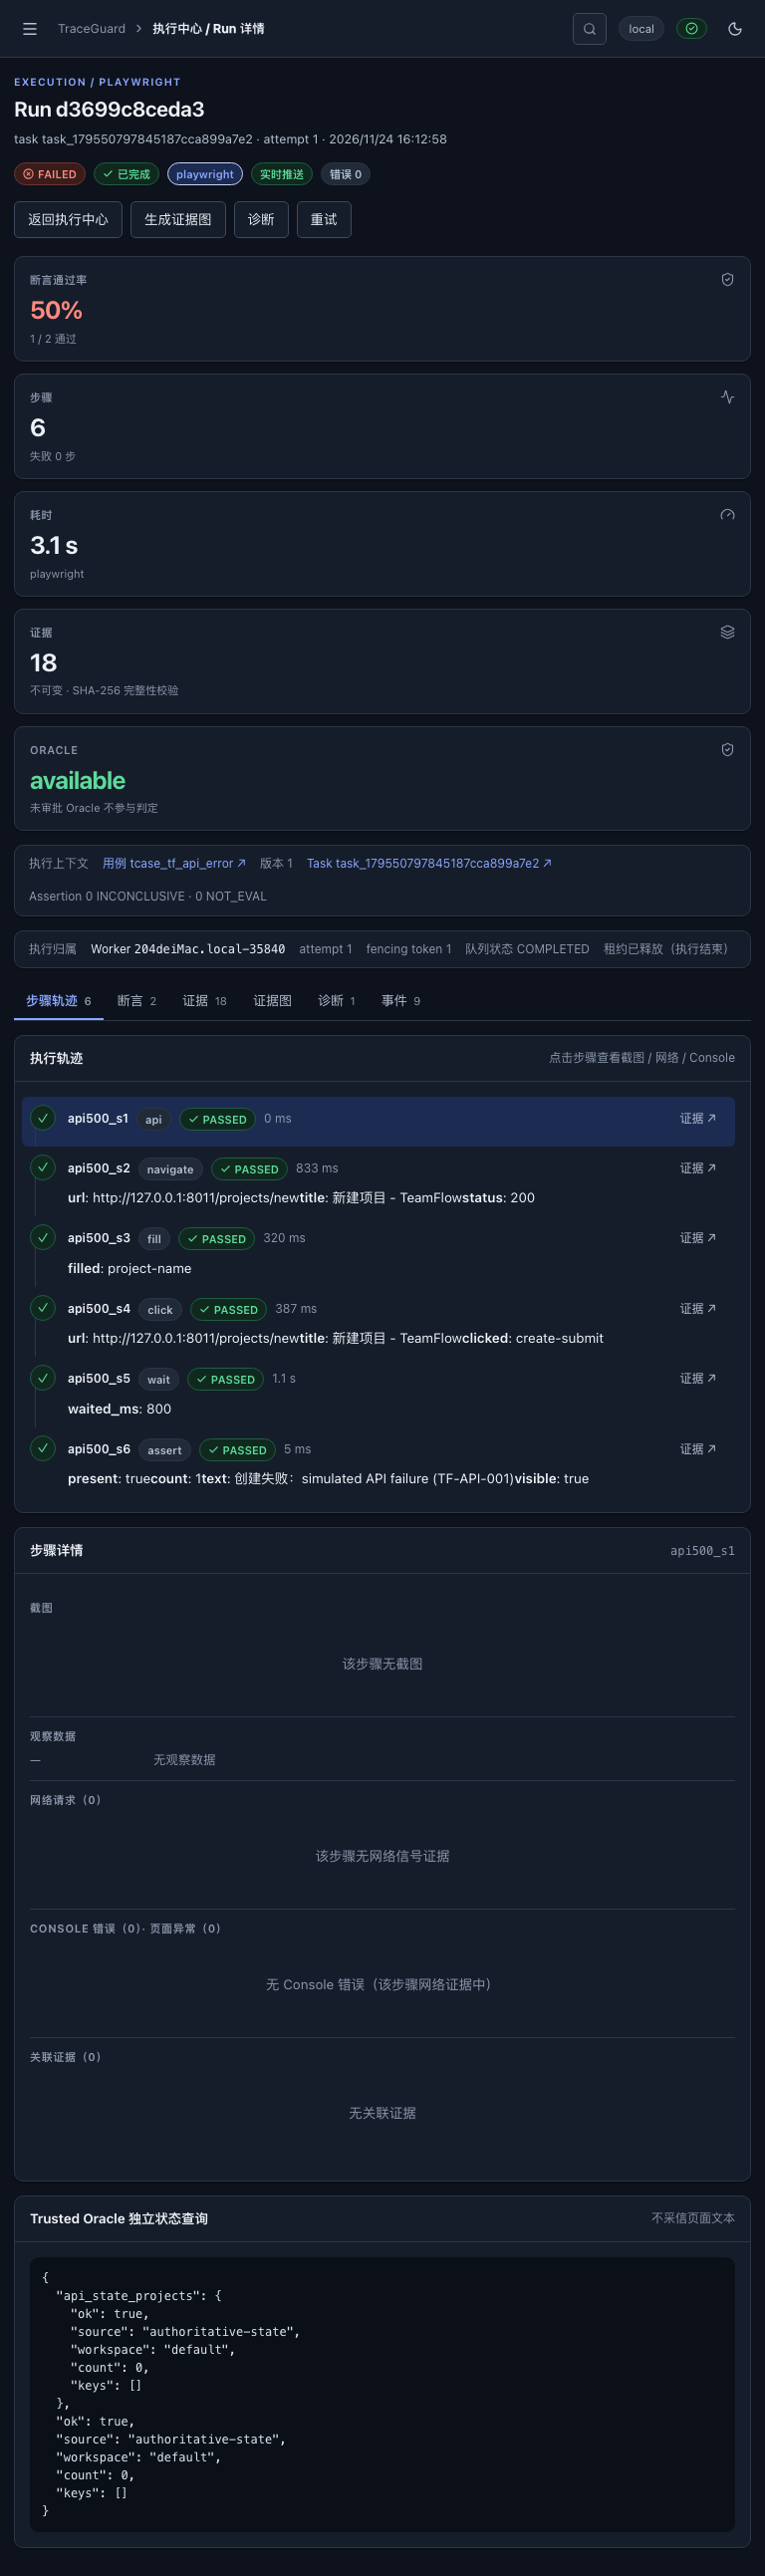 TraceGuard > 执行中心 / Run 详情 local
EXECUTION / PLAYWRIGHT
Run d3699c8ceda3
task task_179550797845187cca899a7e2 · attempt 1 · 2026/11/24 16:12:58
FAILED 已完成 playwright 实时推送 错误 0
返回执行中心 生成证据图 诊断 重试
断言通过率
50%
1 / 2 通过
步骤
6
失败 0 步
耗时
3.1 s
playwright
证据
18
不可变 · SHA-256 完整性校验
ORACLE
available
未审批 Oracle 不参与判定
执行上下文 用例 tcase_tf_api_error ↗ 版本 1 Task task_179550797845187cca899a7e2 ↗
Assertion 0 INCONCLUSIVE · 0 NOT_EVAL
执行归属 Worker 204deiMac.local-35840 attempt 1 fencing token 1 队列状态 COMPLETED 租约已释放（执行结束）
步骤轨迹 6 断言 2 证据 18 证据图 诊断 1 事件 9
执行轨迹 点击步骤查看截图 / 网络 / Console
api500_s1 api PASSED 0 ms 证据 ↗
api500_s2 navigate PASSED 833 ms 证据 ↗
url: http://127.0.0.1:8011/projects/newtitle: 新建项目 - TeamFlowstatus: 200
api500_s3 fill PASSED 320 ms 证据 ↗
filled: project-name
api500_s4 click PASSED 387 ms 证据 ↗
url: http://127.0.0.1:8011/projects/newtitle: 新建项目 - TeamFlowclicked: create-submit
api500_s5 wait PASSED 1.1 s 证据 ↗
waited_ms: 800
api500_s6 assert PASSED 5 ms 证据 ↗
present: truecount: 1text: 创建失败：simulated API failure (TF-API-001)visible: true
步骤详情 api500_s1
截图
该步骤无截图
观察数据
— 无观察数据
网络请求（0）
该步骤无网络信号证据
CONSOLE 错误（0）· 页面异常（0）
无 Console 错误（该步骤网络证据中）
关联证据（0）
无关联证据
Trusted Oracle 独立状态查询 不采信页面文本
{
"api_state_projects": {
"ok": true,
"source": "authoritative-state",
"workspace": "default",
"count": 0,
"keys": []
},
"ok": true,
"source": "authoritative-state",
"workspace": "default",
"count": 0,
"keys": []
}